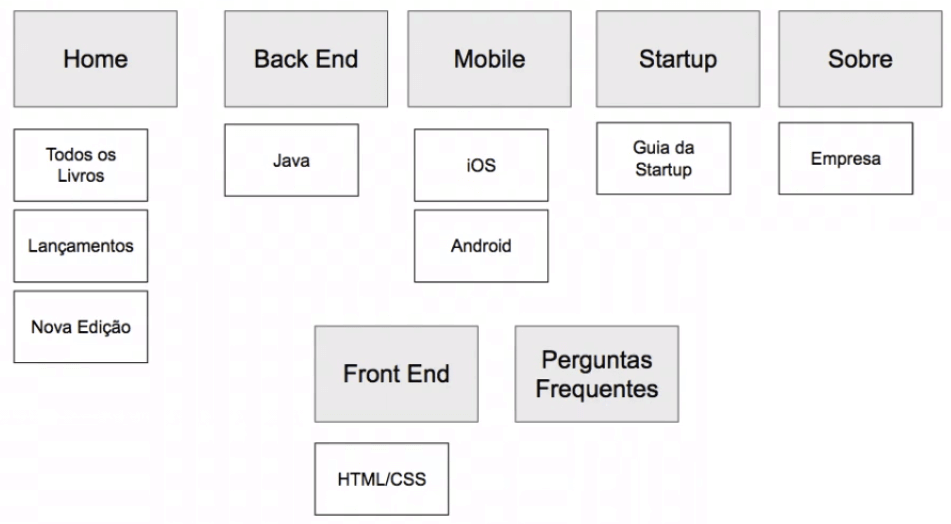 Home
Back End
Mobile
Startup
Sobre
Todos os
Livros
Java
iOS
Guia da
Startup
Empresa
Lançamentos
Android
Nova Edição
Front End
Perguntas
Frequentes
HTML/CSS